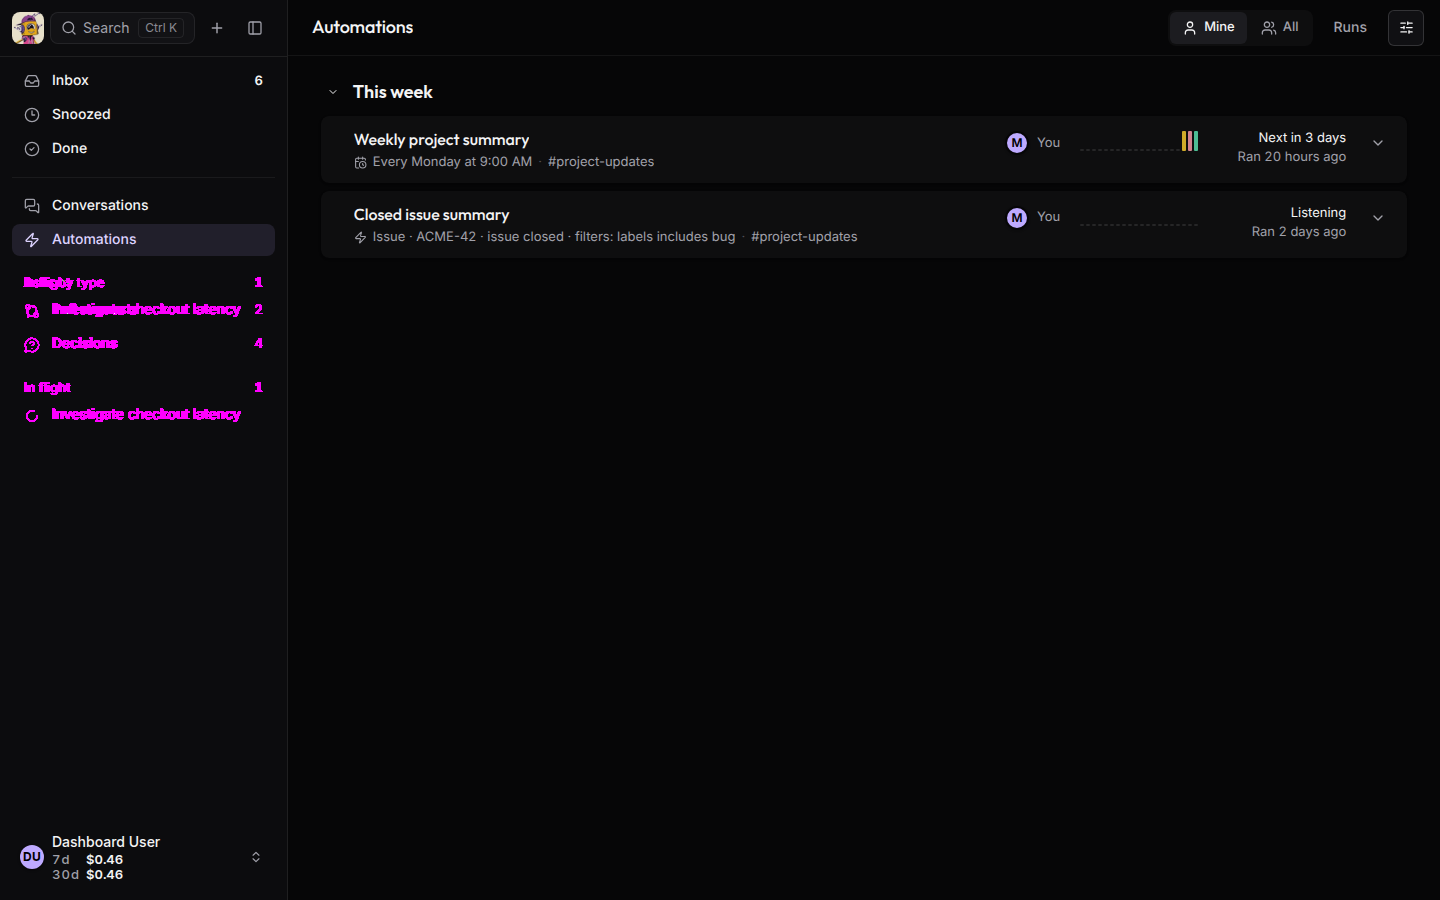 Search Ctrl K
Inbox 6
Snoozed
Done
Conversations
Automations
type 1
checkout latency 2
Decisions 4
In flight 1
Investigate checkout latency
Dashboard User
DU
7d $0.46
30d $0.46
Automations
Mine
All
Runs
This week
Weekly project summary
Every Monday at 9:00 AM · #project-updates
M You
Next in 3 days
Ran 20 hours ago
Closed issue summary
Issue · ACME-42 · issue closed · filters: labels includes bug · #project-updates
M You
Listening
Ran 2 days ago